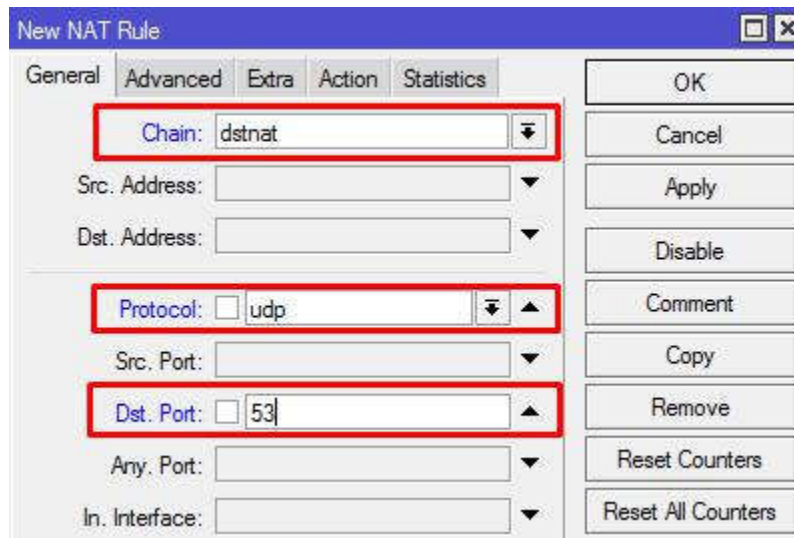 New NAT Rule
General Advanced Extra Action Statistics
Chain: dstnat
Src. Address:
Dst. Address:
Protocol: udp
Src. Port:
Dst. Port: 53
Any. Port:
In. Interface:
OK
Cancel
Apply
Disable
Comment
Copy
Remove
Reset Counters
Reset All Counters